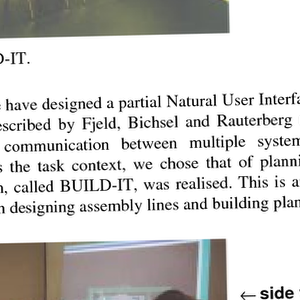 D-IT.
have designed a partial Natural User Interfa
escribed by Fjeld, Bichsel and Rauterberg
communication between multiple system
s the task context, we chose that of planni
n, called BUILD-IT, was realised. This is a
n designing assembly lines and building plan
← side